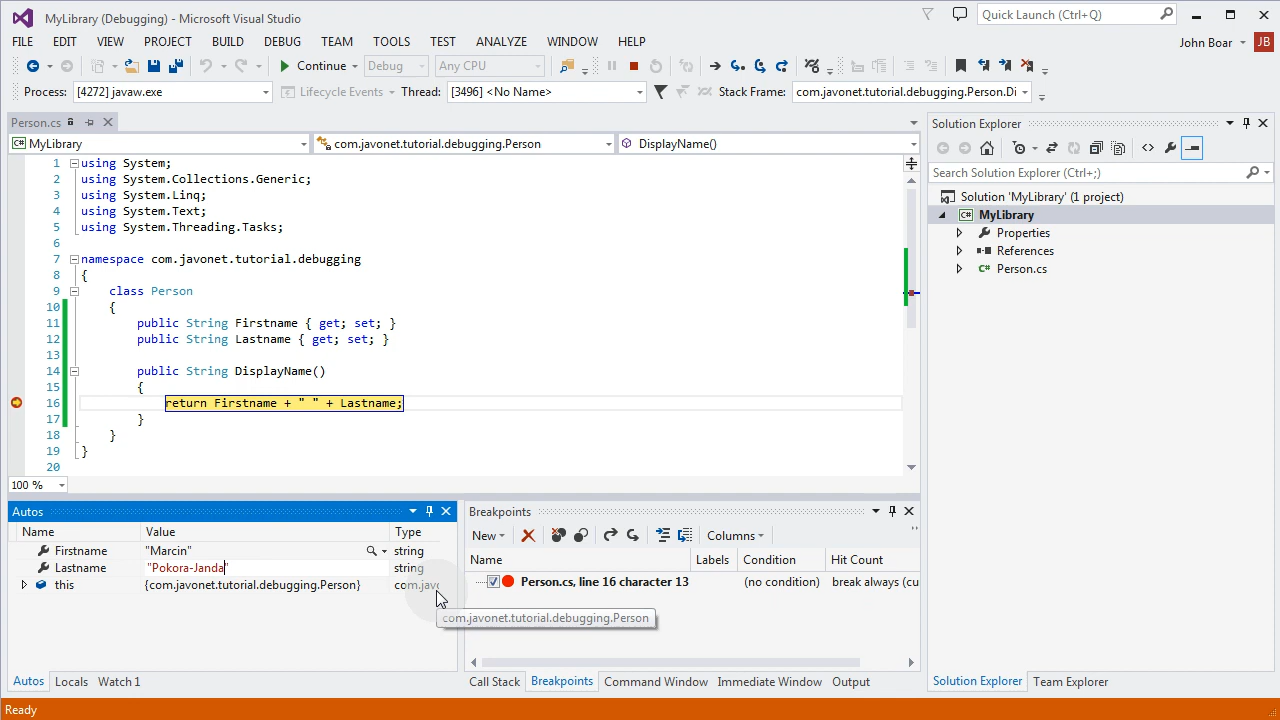 MyLibrary (Debugging) - Microsoft Visual Studio
Quick Launch (Ctrl+Q)
FILE EDIT VIEW PROJECT BUILD DEBUG TEAM TOOLS TEST ANALYZE WINDOW HELP
John Boar JB
Continue Debug Any CPU
Process: [4272] javaw.exe Lifecycle Events Thread: [3496] <No Name> Stack Frame: com.javonet.tutorial.debugging.Person.Di
Person.cs
MyLibrary com.javonet.tutorial.debugging.Person DisplayName()
1 using System;
2 using System.Collections.Generic;
3 using System.Linq;
4 using System.Text;
5 using System.Threading.Tasks;
6
7 namespace com.javonet.tutorial.debugging
8 {
9 class Person
10 {
11 public String Firstname { get; set; }
12 public String Lastname { get; set; }
13
14 public String DisplayName()
15 {
16 return Firstname + " " + Lastname;
17 }
18 }
19 }
20
100 %
Solution Explorer
Search Solution Explorer (Ctrl+;)
Solution 'MyLibrary' (1 project)
C# MyLibrary
Properties
References
C# Person.cs
Autos
Name Value Type
Firstname "Marcin" string
Lastname "Pokora-Janda" string
this {com.javonet.tutorial.debugging.Person} com.jav
com.javonet.tutorial.debugging.Person
Autos Locals Watch 1
Breakpoints
New Columns
Name Labels Condition Hit Count
Person.cs, line 16 character 13 (no condition) break always (cu
Call Stack Breakpoints Command Window Immediate Window Output
Solution Explorer Team Explorer
Ready